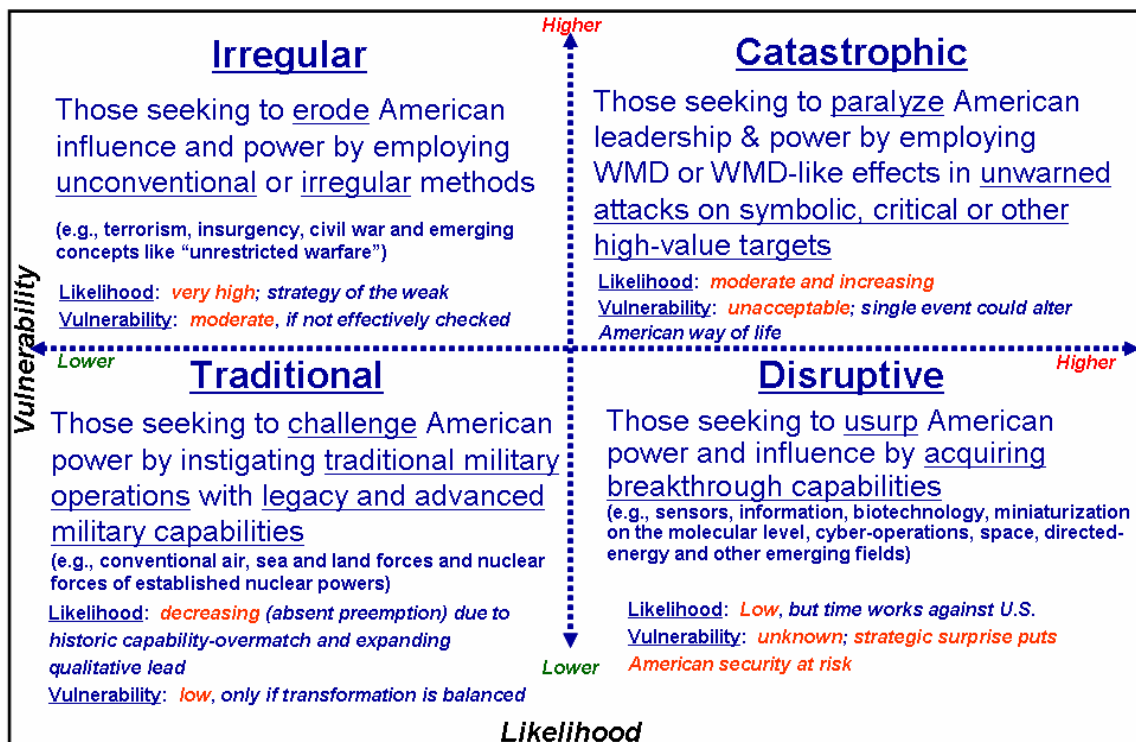 Higher
Irregular
Those seeking to erode American
influence and power by employing
unconventional or irregular methods
(e.g., terrorism, insurgency, civil war and emerging
concepts like “unrestricted warfare”)
Likelihood: very high; strategy of the weak
Vulnerability: moderate, if not effectively checked
Catastrophic
Those seeking to paralyze American
leadership & power by employing
WMD or WMD-like effects in unwarned
attacks on symbolic, critical or other
high-value targets
Likelihood: moderate and increasing
Vulnerability: unacceptable; single event could alter
American way of life
Vulnerability
Lower
Higher
Traditional
Those seeking to challenge American
power by instigating traditional military
operations with legacy and advanced
military capabilities
(e.g., conventional air, sea and land forces and nuclear
forces of established nuclear powers)
Likelihood: decreasing (absent preemption) due to
historic capability-overmatch and expanding
qualitative lead
Vulnerability: low, only if transformation is balanced
Disruptive
Those seeking to usurp American
power and influence by acquiring
breakthrough capabilities
(e.g., sensors, information, biotechnology, miniaturization
on the molecular level, cyber-operations, space, directed-
energy and other emerging fields)
Likelihood: Low, but time works against U.S.
Vulnerability: unknown; strategic surprise puts
American security at risk
Lower
Likelihood